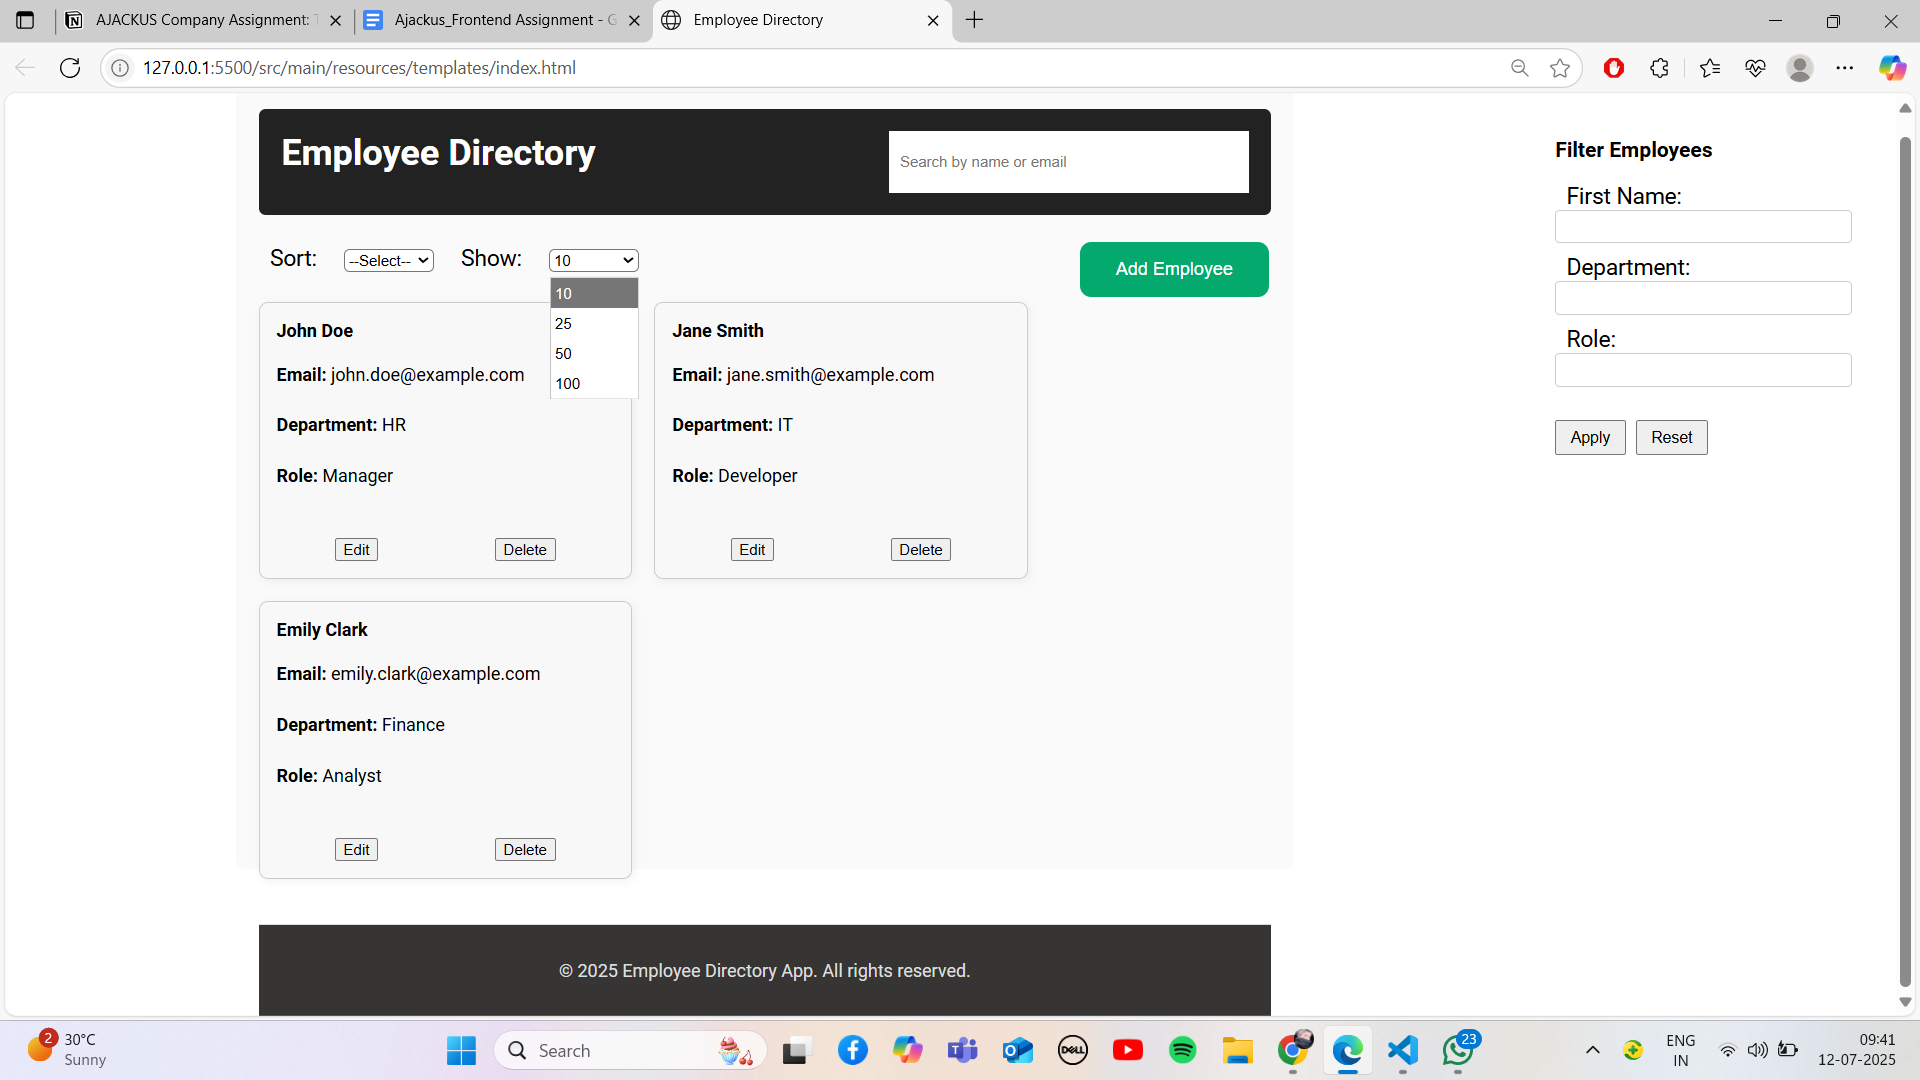 AJACKUS Company Assignment: T
Ajackus_Frontend Assignment - G
Employee Directory
127.0.0.1:5500/src/main/resources/templates/index.html
Employee Directory
Search by name or email
Sort:
--Select--
Show:
10
10
25
50
100
Add Employee
John Doe
Email: john.doe@example.com
Department: HR
Role: Manager
Edit
Delete
Jane Smith
Email: jane.smith@example.com
Department: IT
Role: Developer
Edit
Delete
Emily Clark
Email: emily.clark@example.com
Department: Finance
Role: Analyst
Edit
Delete
Filter Employees
First Name:
Department:
Role:
Apply
Reset
© 2025 Employee Directory App. All rights reserved.
2
30°C
Sunny
Search
DELL
23
ENG
IN
09:41
12-07-2025